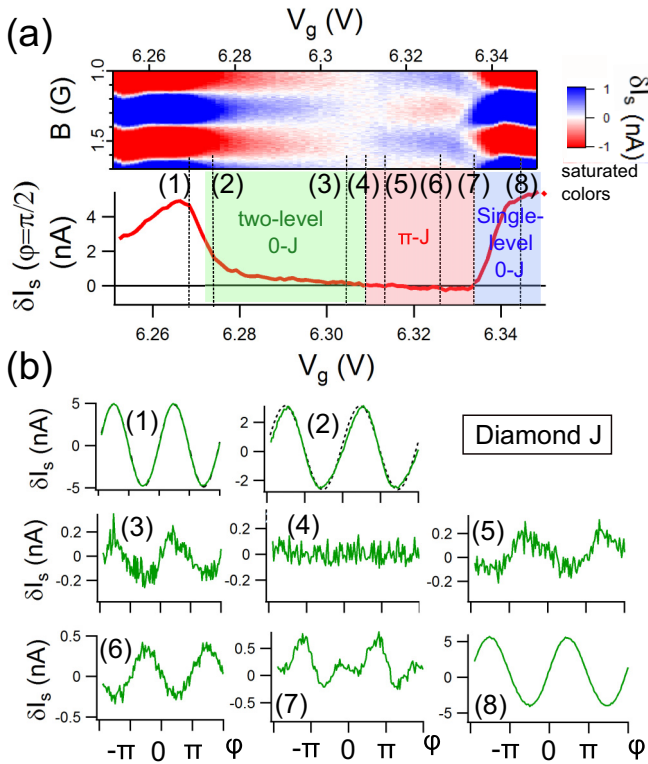 (a)
V_g (V)
6.26 6.28 6.30 6.32 6.34
B (G)
1.0
1.5
1
0
-1
δI_s (nA)
saturated
colors
(1) (2) (3) (4) (5) (6) (7) (8)
δI_s (φ=π/2)
(nA)
4
2
0
two-level
0-J
π-J
Single-
level
0-J
6.26 6.28 6.30 6.32 6.34
V_g (V)
(b)
δI_s (nA)
5
0
-5
(1)
2
0
-2
(2)
Diamond J
δI_s (nA)
0.2
0
-0.2
(3)
0.2
0
-0.2
(4)
0.2
0
-0.2
(5)
δI_s (nA)
0.5
0
-0.5
(6)
0.5
0.0
-0.5
(7)
5
0
-5
(8)
-π 0 π φ
-π 0 π φ
-π 0 π φ